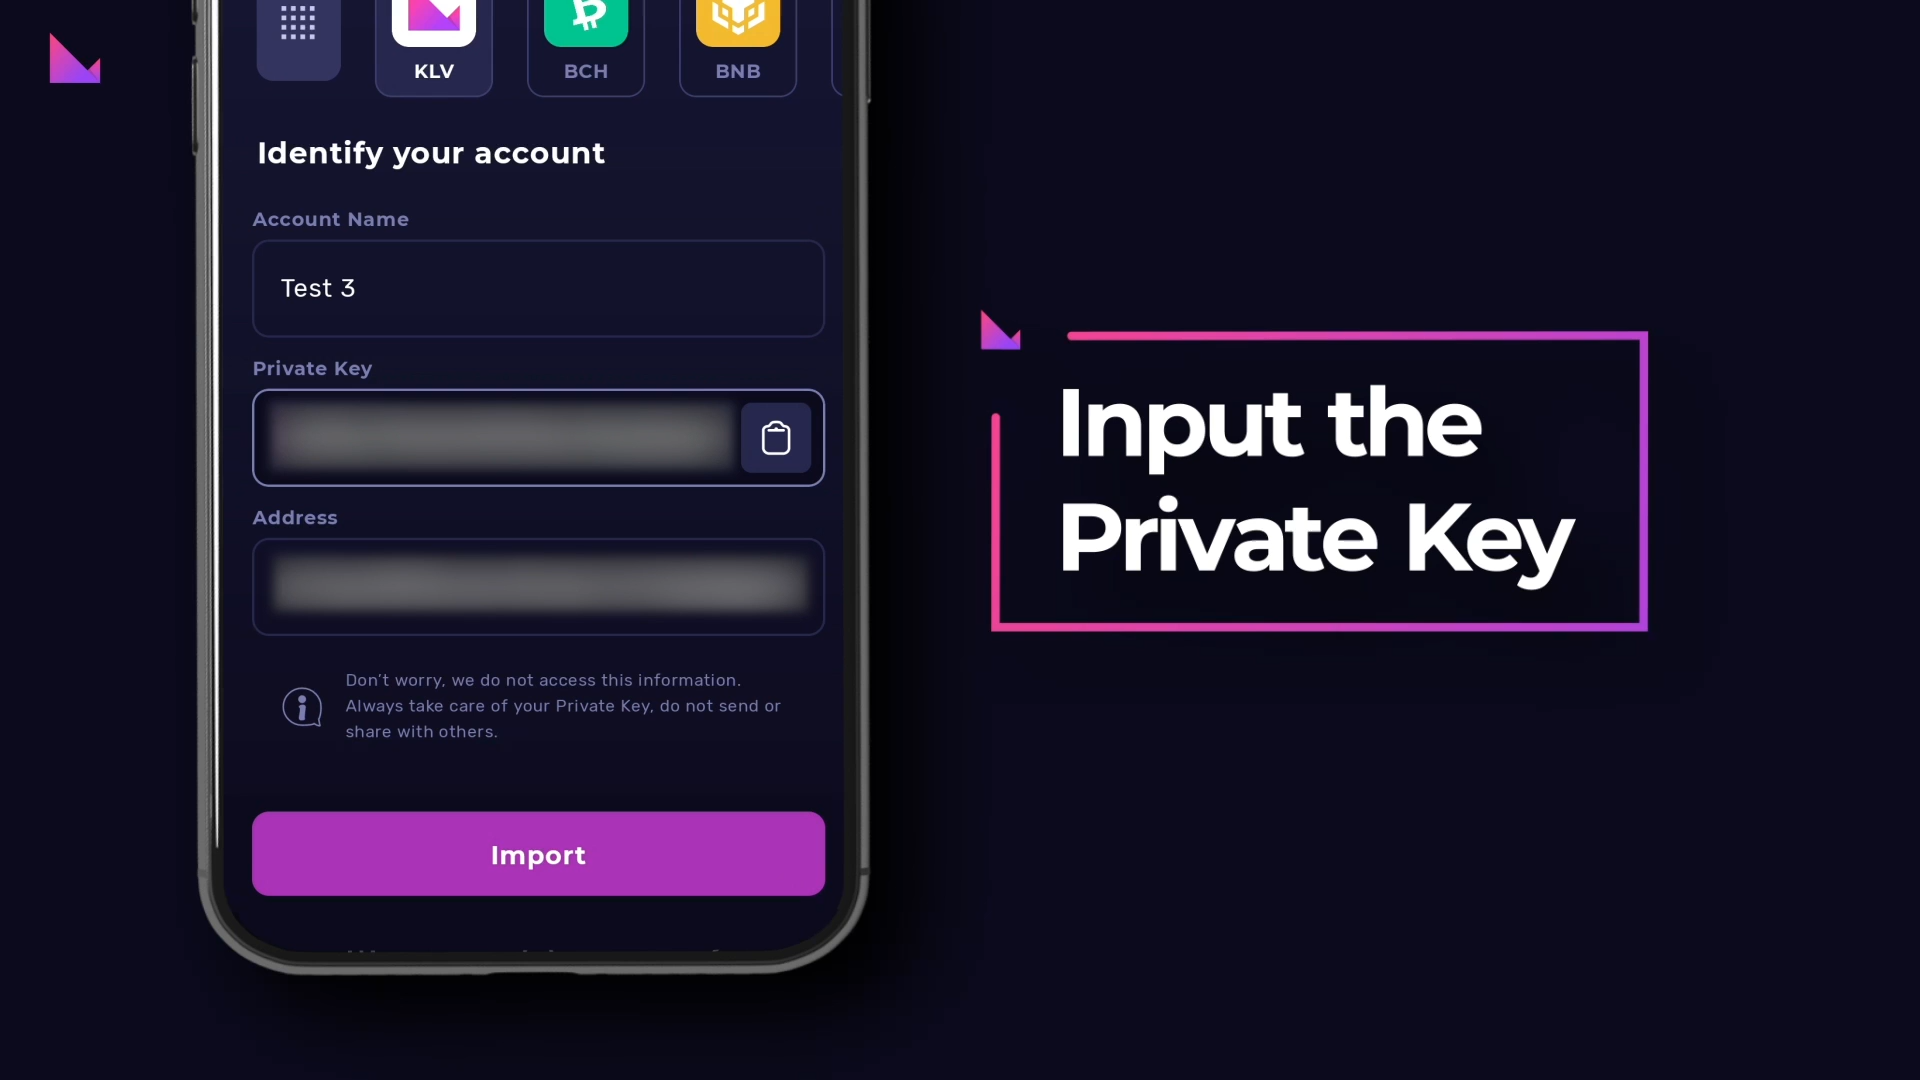 KLV
BCH
BNB
Identify your account
Account Name
Test 3
Private Key
Address
Don't worry, we do not access this information.
Always take care of your Private Key, do not send or
share with others.
Import
Input the
Private Key